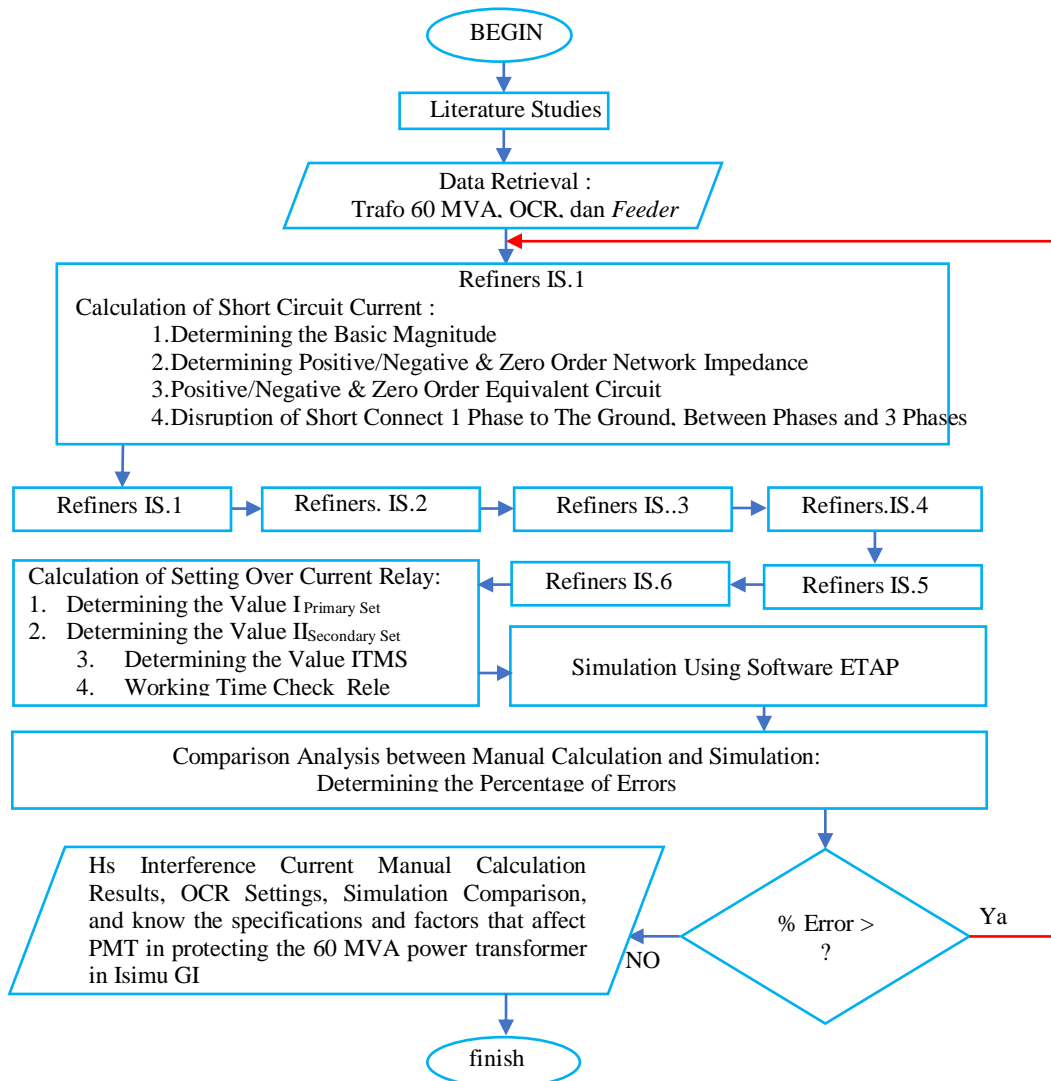 BEGIN
Literature Studies
Data Retrieval :
Trafo 60 MVA, OCR, dan Feeder
Refiners IS.1
Calculation of Short Circuit Current :
1.Determining the Basic Magnitude
2.Determining Positive/Negative & Zero Order Network Impedance
3.Positive/Negative & Zero Order Equivalent Circuit
4.Disruption of Short Connect 1 Phase to The Ground, Between Phases and 3 Phases
Refiners IS.1
Refiners. IS.2
Refiners IS..3
Refiners.IS.4
Refiners IS.5
Refiners IS.6
Calculation of Setting Over Current Relay:
1. Determining the Value I Primary Set
2. Determining the Value IISecondary Set
3. Determining the Value ITMS
4. Working Time Check Rele
Simulation Using Software ETAP
Comparison Analysis between Manual Calculation and Simulation:
Determining the Percentage of Errors
% Error >
?
Ya
NO
Hs Interference Current Manual Calculation
Results, OCR Settings, Simulation Comparison,
and know the specifications and factors that affect
PMT in protecting the 60 MVA power transformer
in Isimu GI
finish